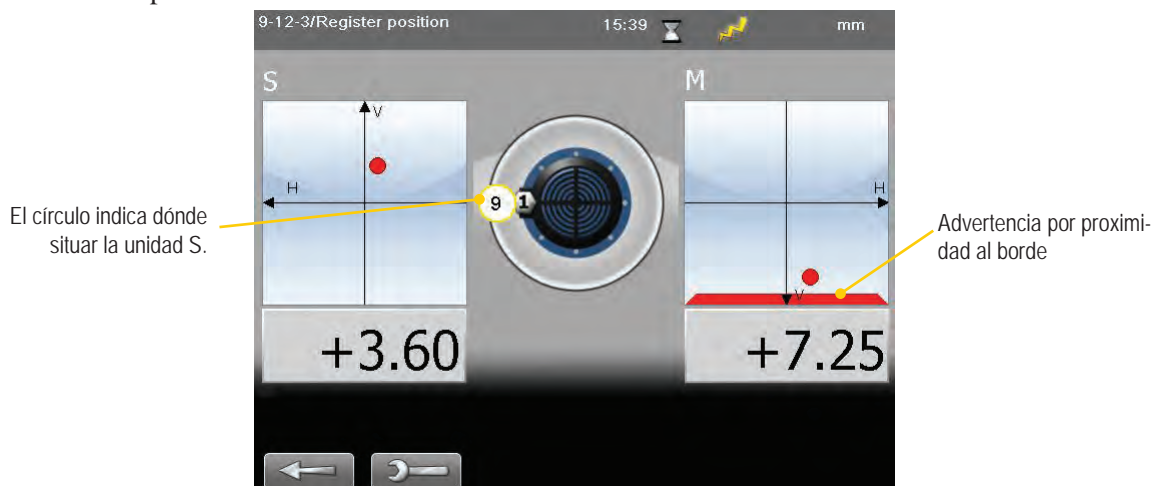 9-12-3/Register position
15:39
mm
S
M
V
H
H
V
9
1
El círculo indica dónde
situar la unidad S.
Advertencia por proximi-
dad al borde
+3.60
+7.25